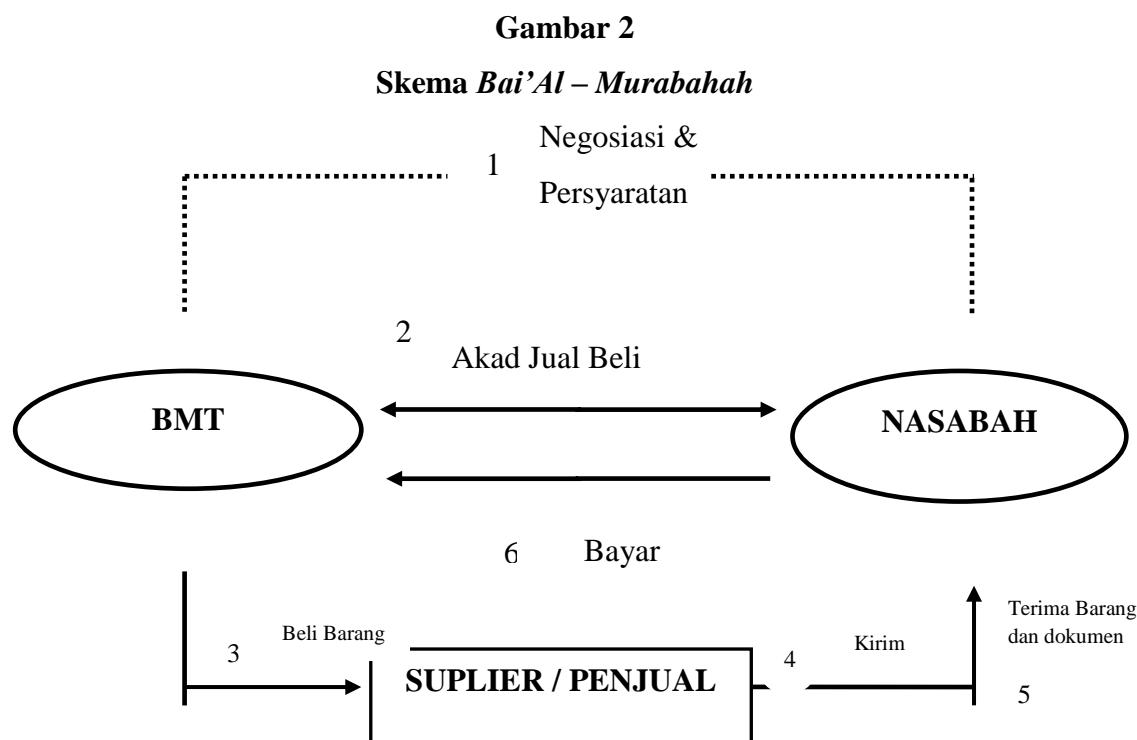 Gambar 2
Skema Bai’Al – Murabahah
1
Negosiasi &
Persyaratan
2
Akad Jual Beli
BMT
NASABAH
6 Bayar
3
Beli Barang
SUPLIER / PENJUAL
4
Kirim
Terima Barang
dan dokumen
5